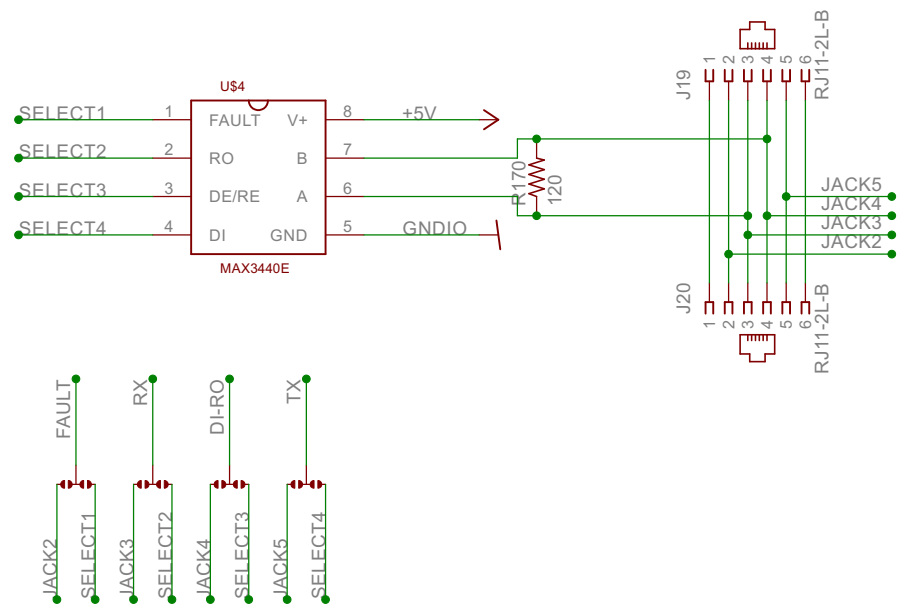 U$4
SELECT1 1 FAULT V+ 8 +5V
SELECT2 2 RO B 7
SELECT3 3 DE/RE A 6
SELECT4 4 DI GND 5 GNDIO
MAX3440E
R170
120
J19
1 2 3 4 5 6
RJ11-2L-B
JACK5
JACK4
JACK3
JACK2
J20
1 2 3 4 5 6
RJ11-2L-B
FAULT
RX
DI-RO
TX
JACK2
SELECT1
JACK3
SELECT2
JACK4
SELECT3
JACK5
SELECT4